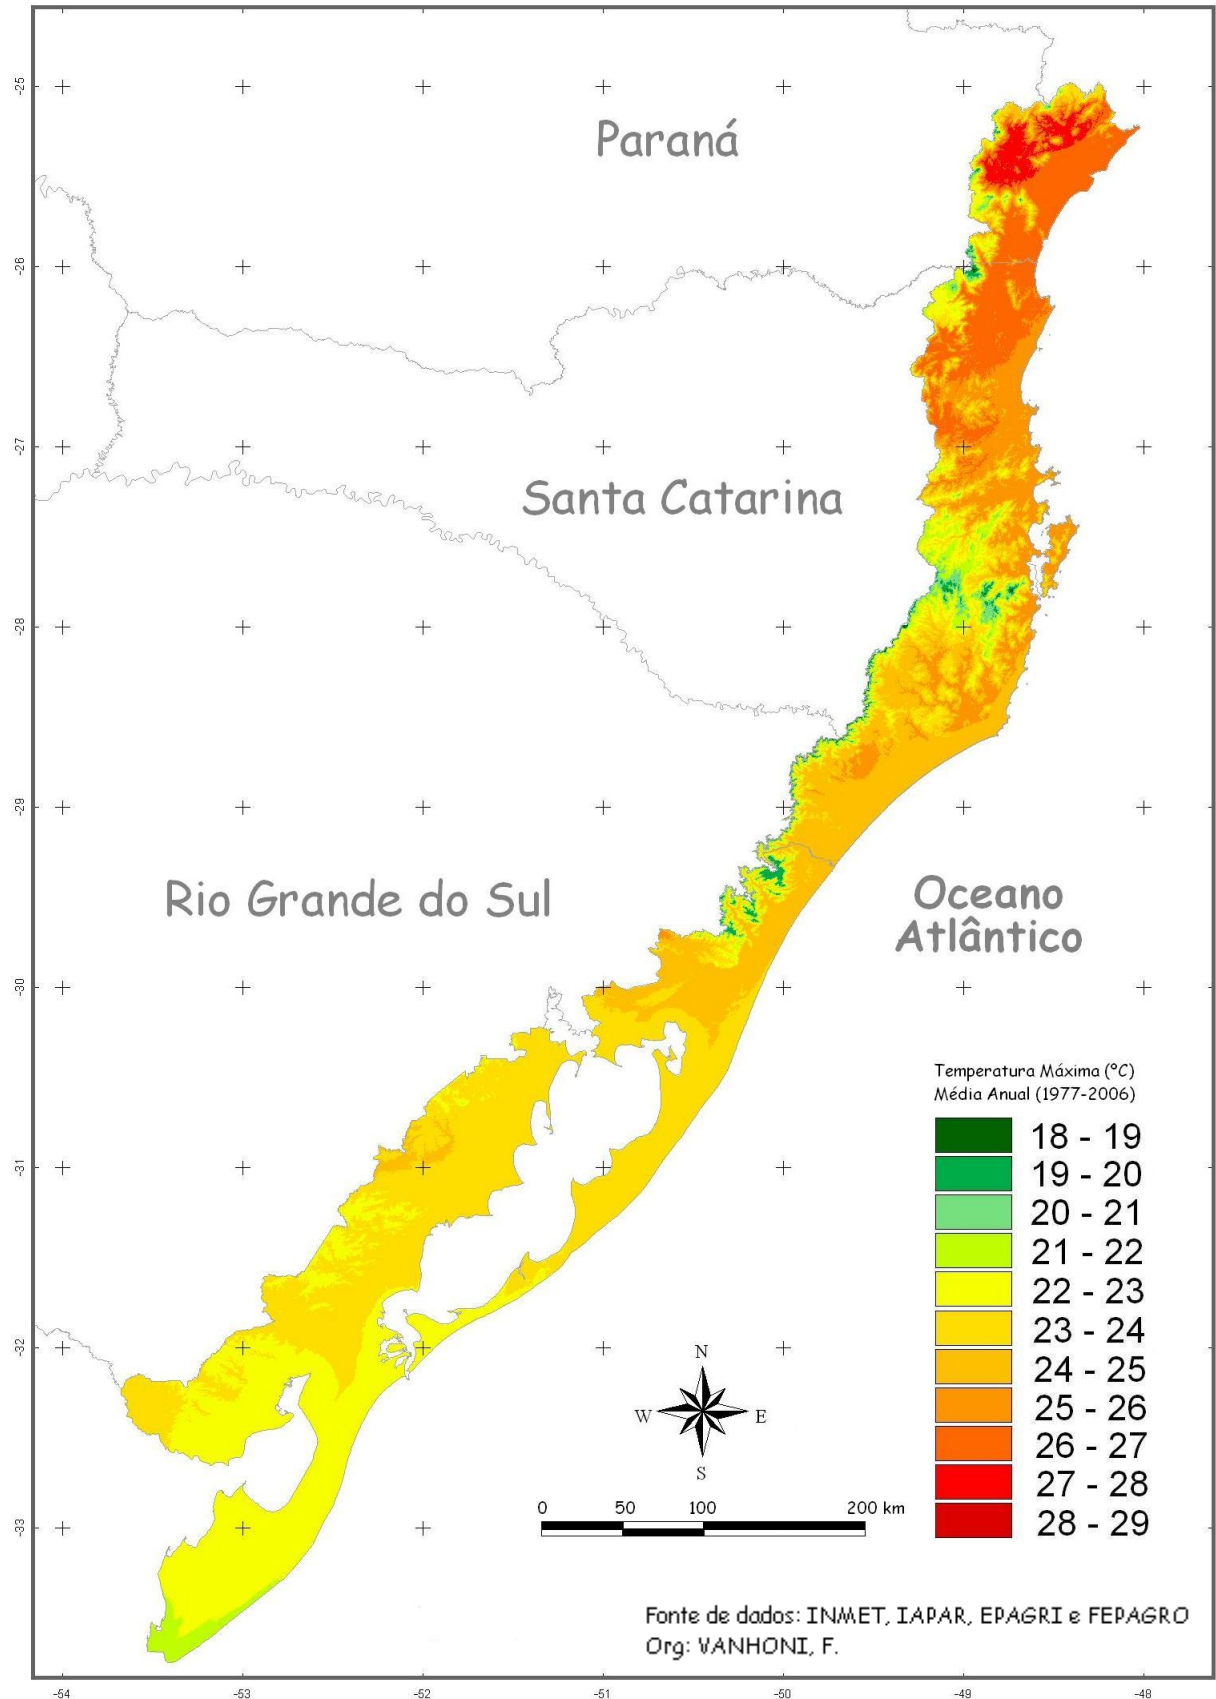 Paraná
Santa Catarina
Rio Grande do Sul
Oceano
Atlântico
Temperatura Máxima (ºC)
Média Anual (1977-2006)
18 - 19
19 - 20
20 - 21
21 - 22
22 - 23
23 - 24
24 - 25
25 - 26
26 - 27
27 - 28
28 - 29
N
W E
S
0 50 100 200 km
Fonte de dados: INMET, IAPAR, EPAGRI e FEPAGRO
Org: VANHONI, F.
-25
-26
-27
-28
-29
-30
-31
-32
-33
-54 -53 -52 -51 -50 -49 -48